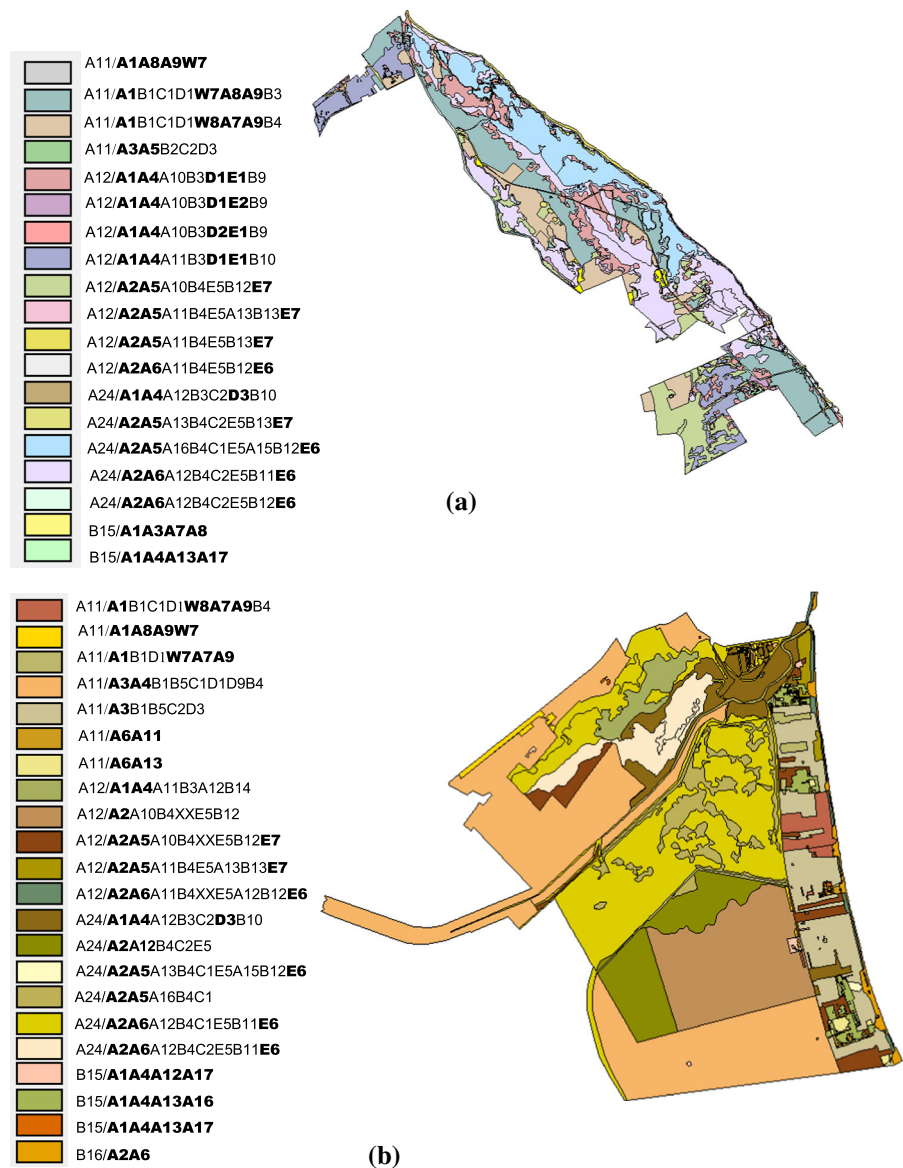 A11/A1A8A9W7
A11/A1B1C1D1W7A8A9B3
A11/A1B1C1D1W8A7A9B4
A11/A3A5B2C2D3
A12/A1A4A10B3D1E1B9
A12/A1A4A10B3D1E2B9
A12/A1A4A10B3D2E1B9
A12/A1A4A11B3D1E1B10
A12/A2A5A10B4E5B12E7
A12/A2A5A11B4E5A13B13E7
A12/A2A5A11B4E5B13E7
A12/A2A6A11B4E5B12E6
A24/A1A4A12B3C2D3B10
A24/A2A5A13B4C2E5B13E7
A24/A2A5A16B4C1E5A15B12E6
A24/A2A6A12B4C2E5B11E6
A24/A2A6A12B4C2E5B12E6
B15/A1A3A7A8
B15/A1A4A13A17
(a)
A11/A1B1C1D1W8A7A9B4
A11/A1A8A9W7
A11/A1B1D1W7A7A9
A11/A3A4B1B5C1D1D9B4
A11/A3B1B5C2D3
A11/A6A11
A11/A6A13
A12/A1A4A11B3A12B14
A12/A2A10B4XXE5B12
A12/A2A5A10B4XXE5B12E7
A12/A2A5A11B4E5A13B13E7
A12/A2A6A11B4XXE5A12B12E6
A24/A1A4A12B3C2D3B10
A24/A2A12B4C2E5
A24/A2A5A13B4C1E5A15B12E6
A24/A2A5A16B4C1
A24/A2A6A12B4C1E5B11E6
A24/A2A6A12B4C2E5B11E6
B15/A1A4A12A17
B15/A1A4A13A16
B15/A1A4A13A17
B16/A2A6
(b)